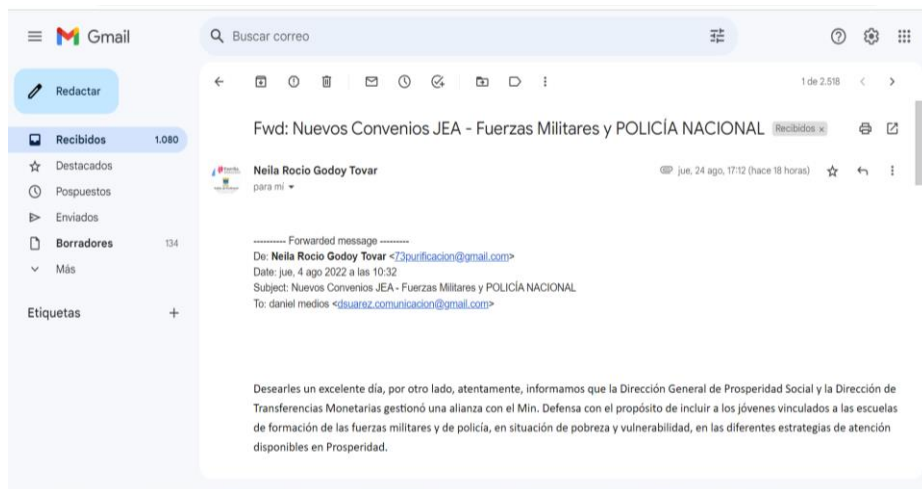 Gmail
Buscar correo
Redactar
1 de 2.518
Fwd: Nuevos Convenios JEA - Fuerzas Militares y POLICÍA NACIONAL Recibidos x
Recibidos 1.080
Destacados
Pospuestos
Enviados
Borradores 134
Más
Etiquetas +
Neila Rocio Godoy Tovar
jue, 24 ago, 17:12 (hace 18 horas)
para mí
---------- Forwarded message ---------
De: Neila Rocio Godoy Tovar <73purificacion@gmail.com>
Date: jue, 4 ago 2022 a las 10:32
Subject: Nuevos Convenios JEA - Fuerzas Militares y POLICÍA NACIONAL
To: daniel medios <dsuarez.comunicacion@gmail.com>
Desearles un excelente día, por otro lado, atentamente, informamos que la Dirección General de Prosperidad Social y la Dirección de
Transferencias Monetarias gestionó una alianza con el Min. Defensa con el propósito de incluir a los jóvenes vinculados a las escuelas
de formación de las fuerzas militares y de policía, en situación de pobreza y vulnerabilidad, en las diferentes estrategias de atención
disponibles en Prosperidad.